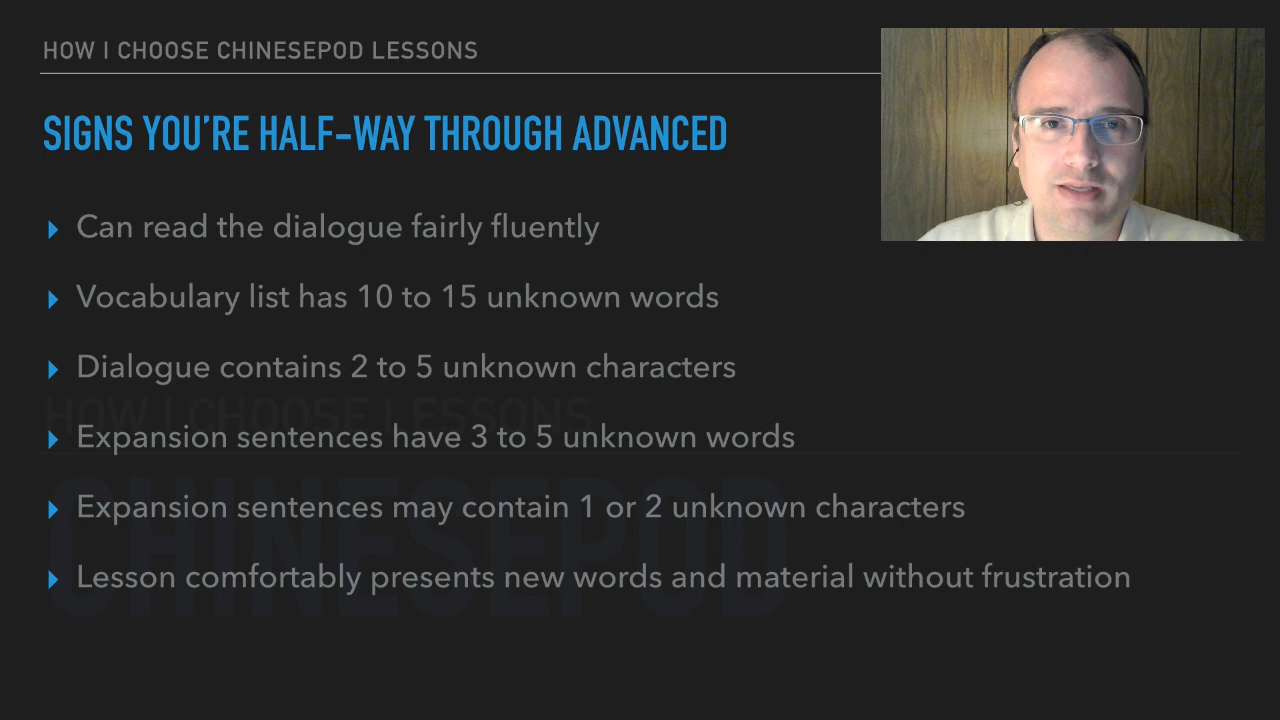 HOW I CHOOSE CHINESEPOD LESSONS
SIGNS YOU'RE HALF-WAY THROUGH ADVANCED
Can read the dialogue fairly fluently
Vocabulary list has 10 to 15 unknown words
Dialogue contains 2 to 5 unknown characters
HOW I CHOOSE LESSONS
Expansion sentences have 3 to 5 unknown words
CHINESEPOD
Expansion sentences may contain 1 or 2 unknown characters
Lesson comfortably presents new words and material without frustration